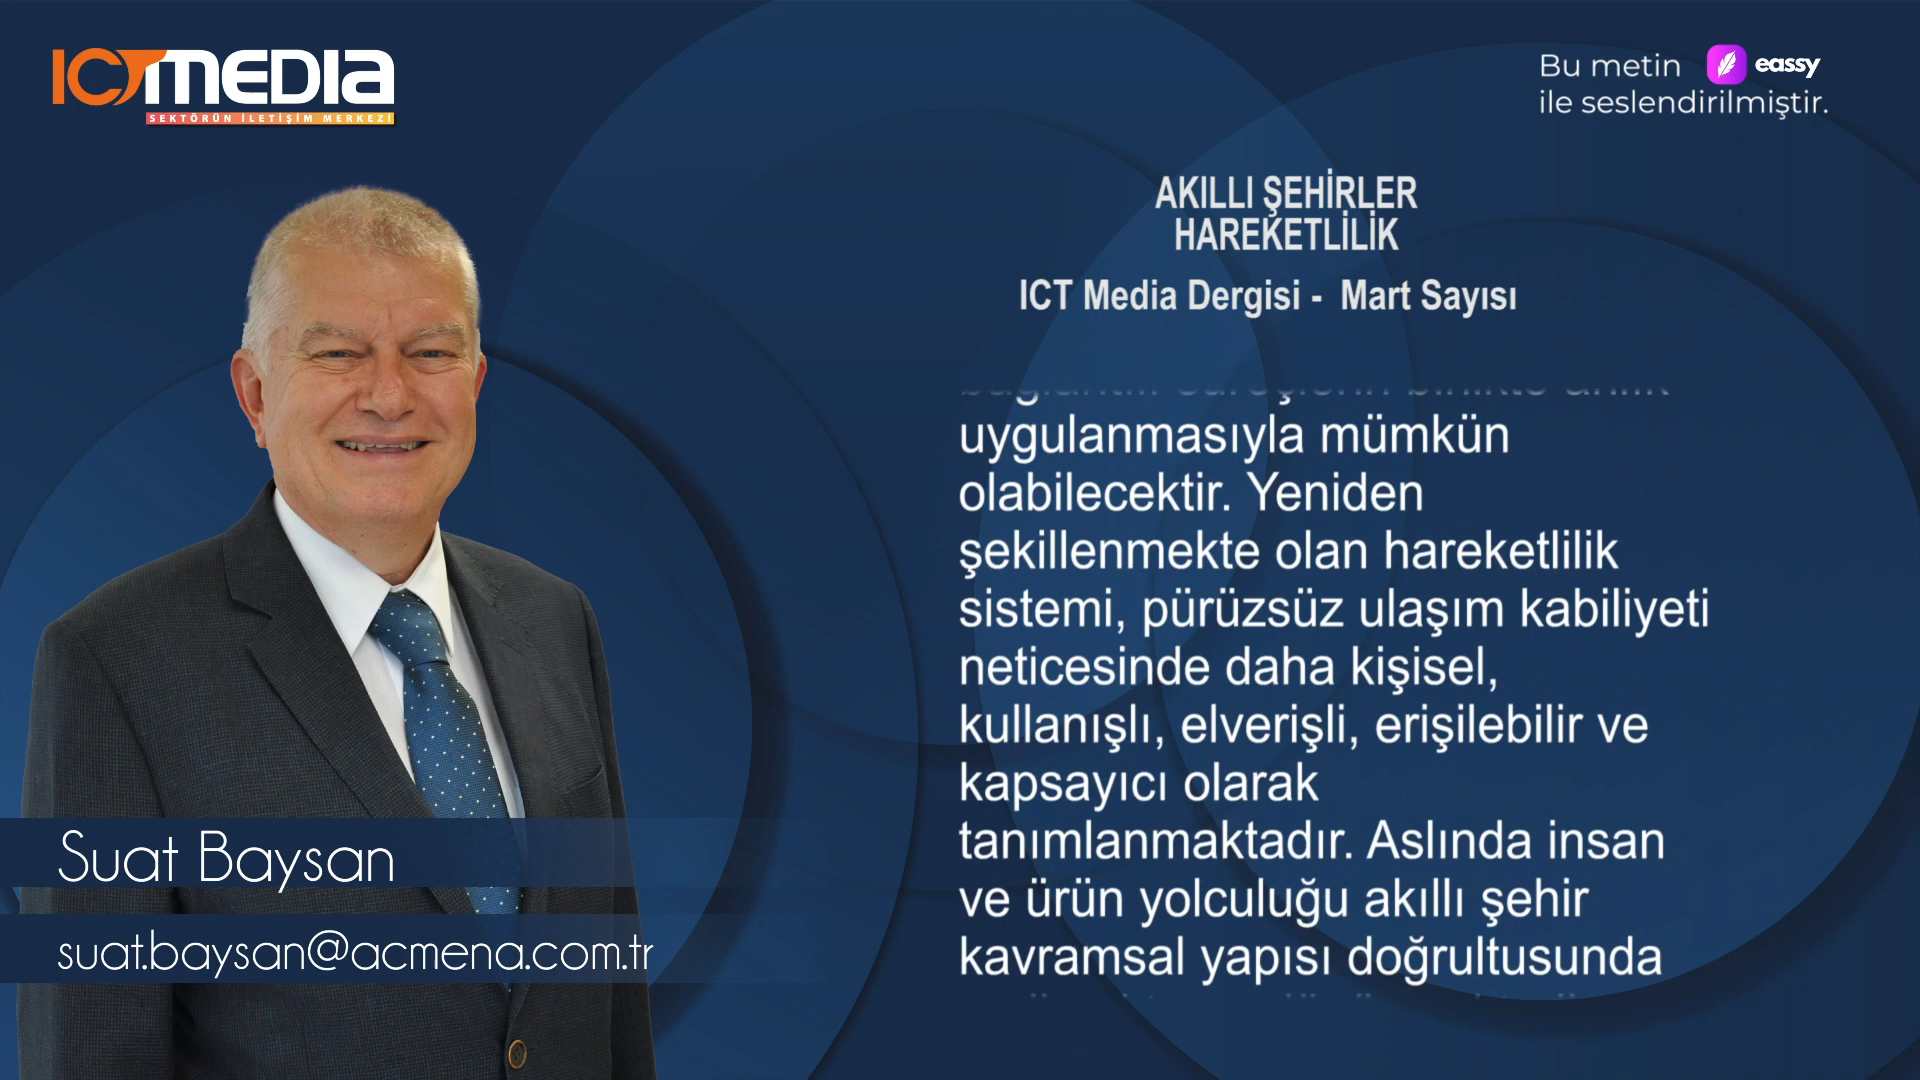 ICTMEDIA
SEKTÖRÜN İLETİŞİM MERKEZİ
Bu metin eassy
ile seslendirilmiştir.
AKILLI ŞEHİRLER
HAREKETLİLİK
ICT Media Dergisi - Mart Sayısı
uygulanmasıyla mümkün
olabilecektir. Yeniden
şekillenmekte olan hareketlilik
sistemi, pürüzsüz ulaşım kabiliyeti
neticesinde daha kişisel,
kullanışlı, elverişli, erişilebilir ve
kapsayıcı olarak
tanımlanmaktadır. Aslında insan
ve ürün yolculuğu akıllı şehir
kavramsal yapısı doğrultusunda
Suat Baysan
suat.baysan@acmena.com.tr